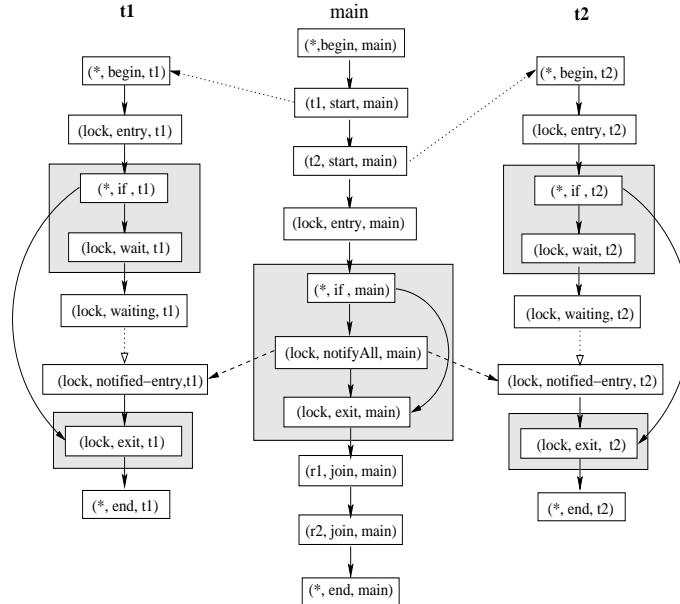 t1
main
t2
(*, begin, t1)
(lock, entry, t1)
(*, if , t1)
(lock, wait, t1)
(lock, waiting, t1)
(lock, notified−entry,t1)
(lock, exit, t1)
(*, end, t1)
(*,begin, main)
(t1, start, main)
(t2, start, main)
(lock, entry, main)
(*, if , main)
(lock, notifyAll, main)
(lock, exit, main)
(r1, join, main)
(r2, join, main)
(*, end, main)
(*, begin, t2)
(lock, entry, t2)
(*, if , t2)
(lock, wait, t2)
(lock, waiting, t2)
(lock, notified−entry, t2)
(lock, exit, t2)
(*, end, t2)